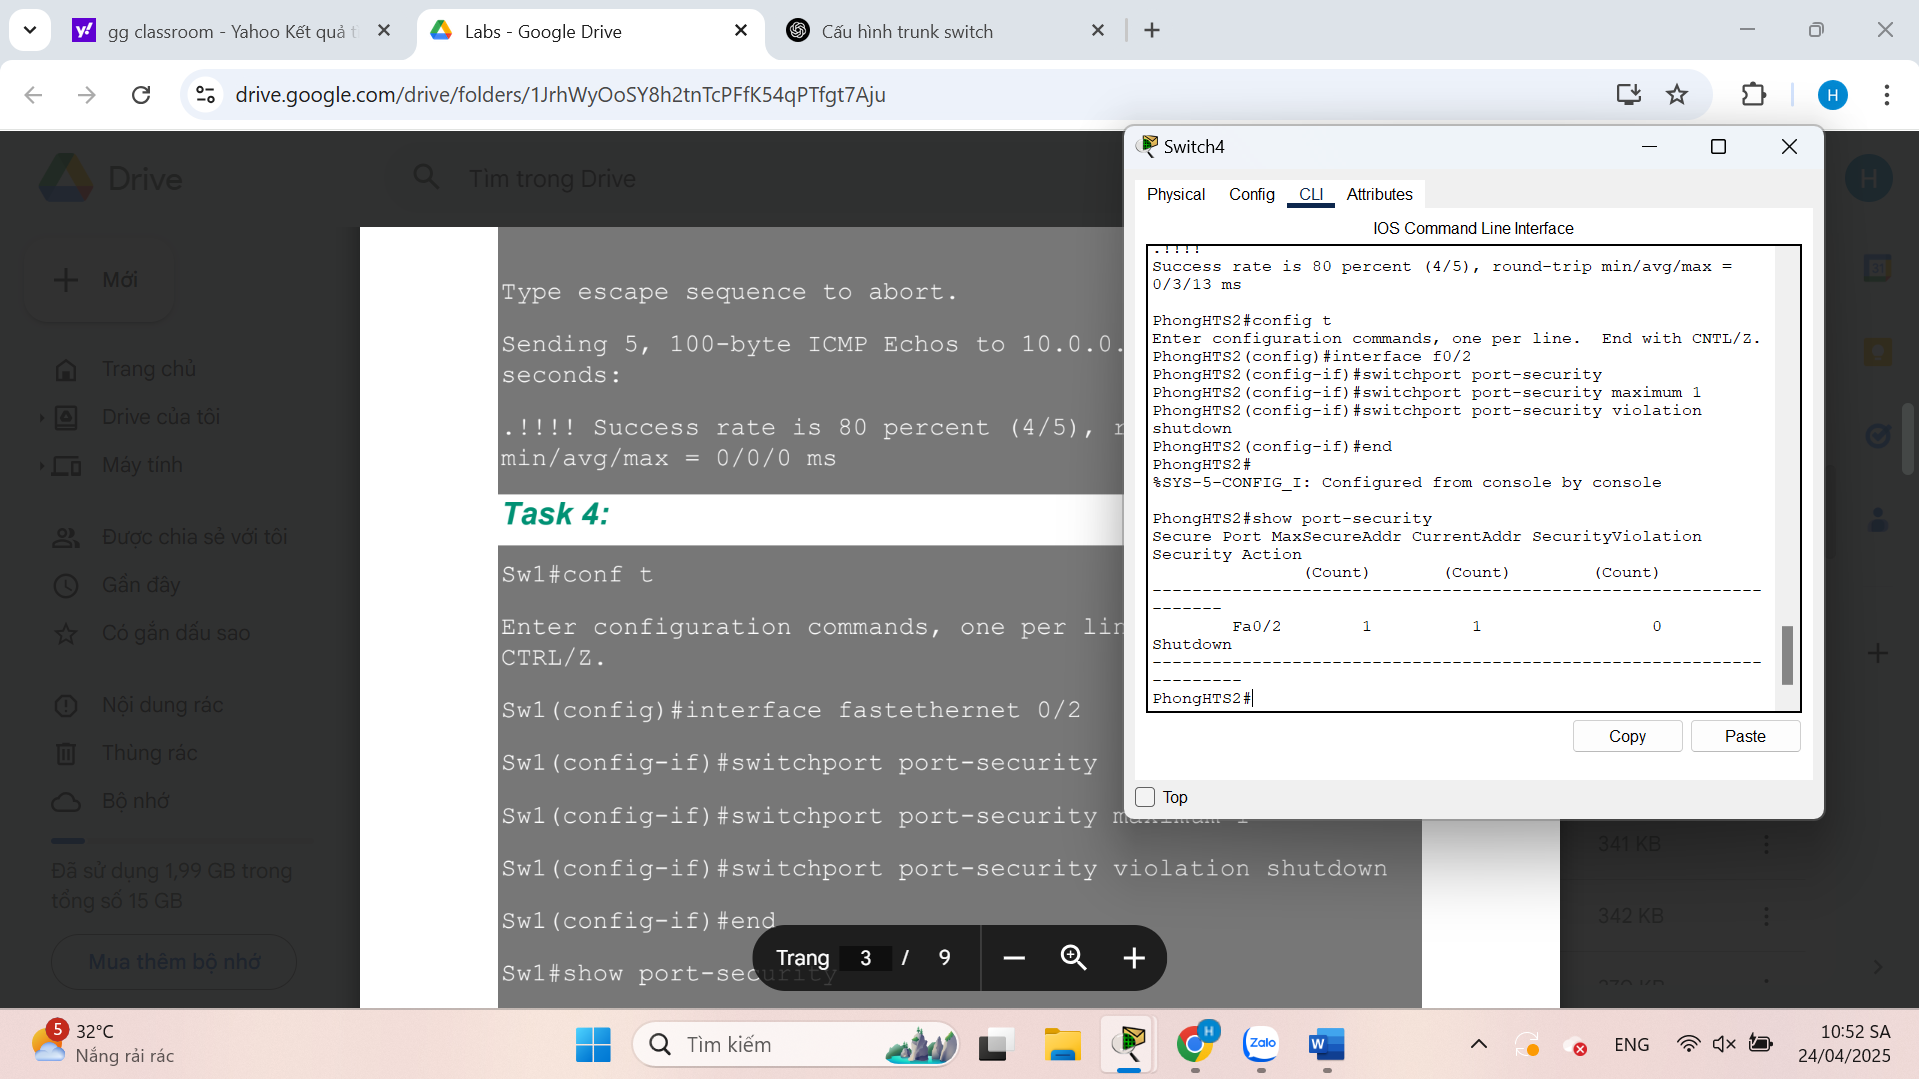 gg classroom - Yahoo Kết quả t
Labs - Google Drive
Cấu hình trunk switch
drive.google.com/drive/folders/1JrhWyOoSY8h2tnTcPFfK54qPTfgt7Aju
H
Drive
Tìm trong Drive
H
Mới
Trang chủ
Drive của tôi
Máy tính
Được chia sẻ với tôi
Gần đây
Có gắn dấu sao
Nội dung rác
Thùng rác
Bộ nhớ
Đã sử dụng 1,99 GB trong
tổng số 15 GB
Mua thêm bộ nhớ
Type escape sequence to abort.
Sending 5, 100-byte ICMP Echos to 10.0.0.
seconds:
.!!!! Success rate is 80 percent (4/5), r
min/avg/max = 0/0/0 ms
Task 4:
Sw1#conf t
Enter configuration commands, one per lin
CTRL/Z.
Sw1(config)#interface fastethernet 0/2
Sw1(config-if)#switchport port-security
Sw1(config-if)#switchport port-security maximum 1
Sw1(config-if)#switchport port-security violation shutdown
Sw1(config-if)#end
Sw1#show port-security
Trang 3 / 9
341 KB
342 KB
Switch4
Physical Config CLI Attributes
IOS Command Line Interface
.!!!!
Success rate is 80 percent (4/5), round-trip min/avg/max =
0/3/13 ms
PhongHTS2#config t
Enter configuration commands, one per line.  End with CNTL/Z.
PhongHTS2(config)#interface f0/2
PhongHTS2(config-if)#switchport port-security
PhongHTS2(config-if)#switchport port-security maximum 1
PhongHTS2(config-if)#switchport port-security violation
shutdown
PhongHTS2(config-if)#end
PhongHTS2#
%SYS-5-CONFIG_I: Configured from console by console
PhongHTS2#show port-security
Secure Port MaxSecureAddr CurrentAddr SecurityViolation
Security Action
(Count) (Count) (Count)
--------------------------------------------------------------
-------
Fa0/2 1 1 0
Shutdown
--------------------------------------------------------------
---------
PhongHTS2#
Copy Paste
Top
5
32°C
Nắng rải rác
Tìm kiếm
H
Zalo
W
ENG
10:52 SA
24/04/2025